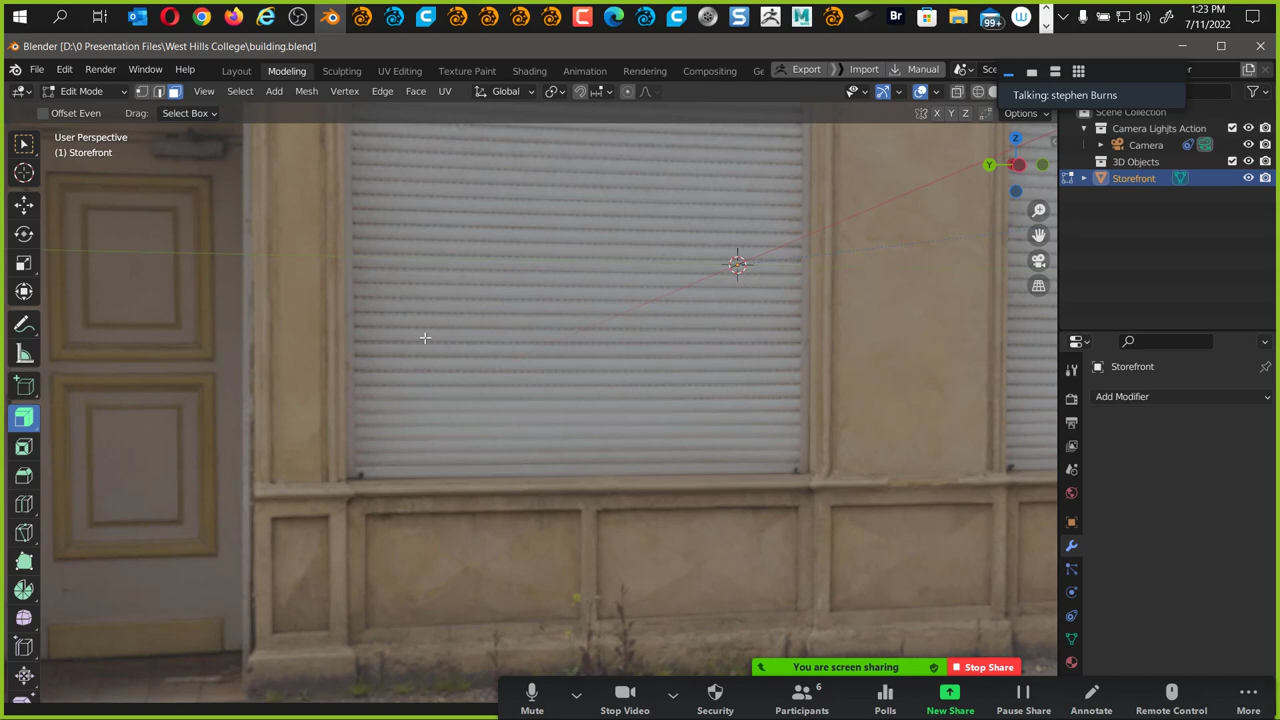 99+
1:23 PM
7/11/2022
Blender [D:\0 Presentation Files\West Hills College\building.blend]
File Edit Render Window Help Layout Modeling Sculpting UV Editing Texture Paint Shading Animation Rendering Compositing Ge Export Import Manual Sce
Talking: stephen Burns
Edit Mode View Select Add Mesh Vertex Edge Face UV Global
Offset Even Drag: Select Box X Y Z Options
User Perspective
(1) Storefront
Z
Y
Scene Collection
Camera Lights Action
Camera
3D Objects
Storefront
Storefront
Add Modifier
You are screen sharing Stop Share
Mute Stop Video Security Participants 6 Polls New Share Pause Share Annotate Remote Control More